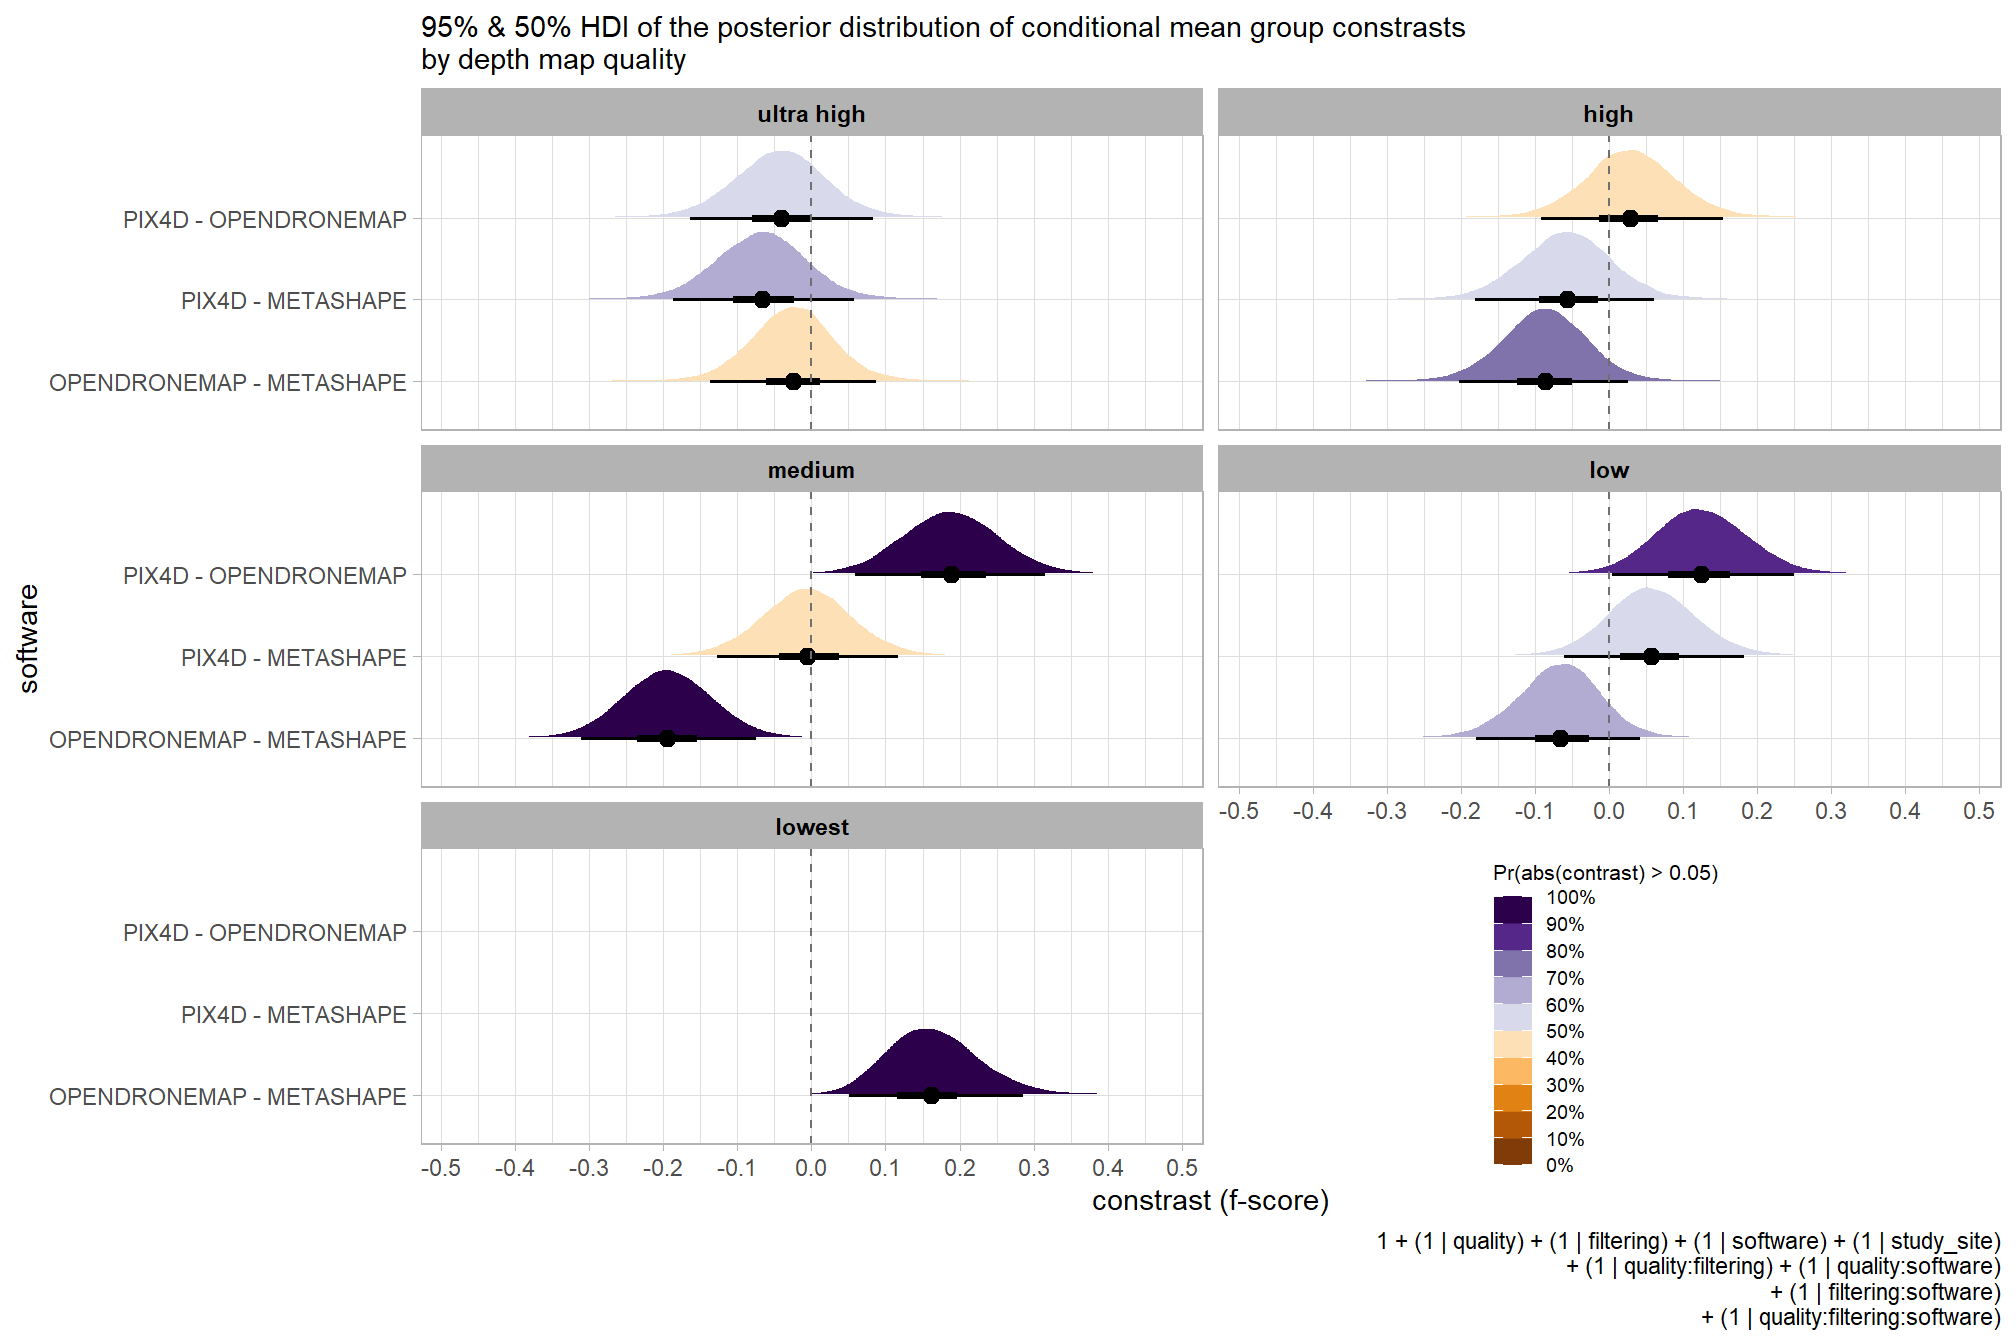 95% & 50% HDI of the posterior distribution of conditional mean group constrasts
by depth map quality
ultra high
high
PIX4D - OPENDRONEMAP
PIX4D - METASHAPE
OPENDRONEMAP - METASHAPE
medium
low
PIX4D - OPENDRONEMAP
PIX4D - METASHAPE
OPENDRONEMAP - METASHAPE
software
-0.5 -0.4 -0.3 -0.2 -0.1 0.0 0.1 0.2 0.3 0.4 0.5
lowest
PIX4D - OPENDRONEMAP
PIX4D - METASHAPE
OPENDRONEMAP - METASHAPE
-0.5 -0.4 -0.3 -0.2 -0.1 0.0 0.1 0.2 0.3 0.4 0.5
Pr(abs(contrast) > 0.05)
100%
90%
80%
70%
60%
50%
40%
30%
20%
10%
0%
constrast (f-score)
1 + (1 | quality) + (1 | filtering) + (1 | software) + (1 | study_site)
+ (1 | quality:filtering) + (1 | quality:software)
+ (1 | filtering:software)
+ (1 | quality:filtering:software)